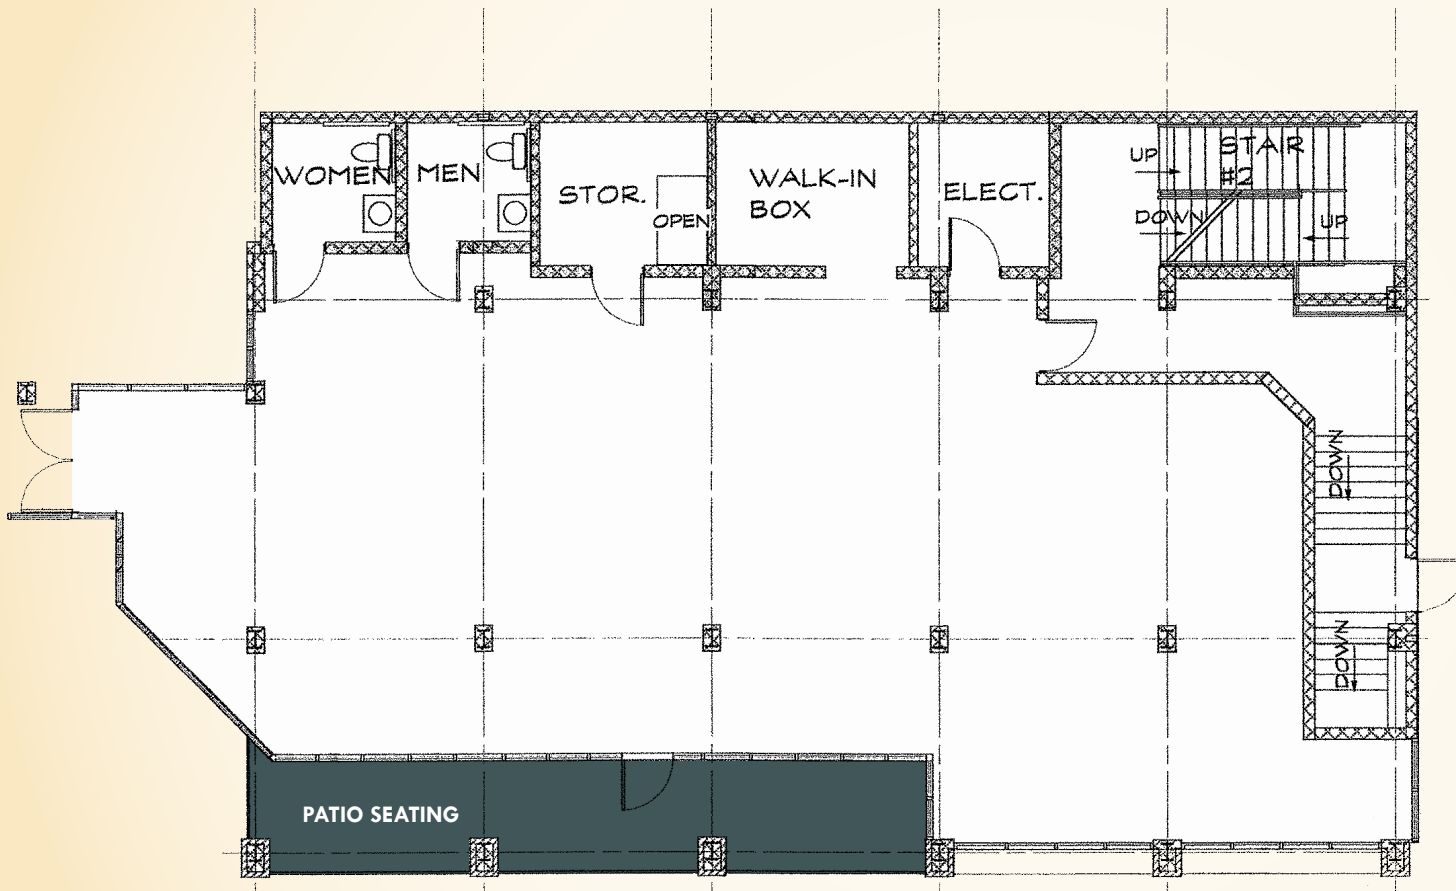 WOMEN
MEN
STOR.
OPEN
WALK-IN
BOX
ELECT.
UP
STAIR
#2
DOWN
UP
DOWN
DOWN
PATIO SEATING